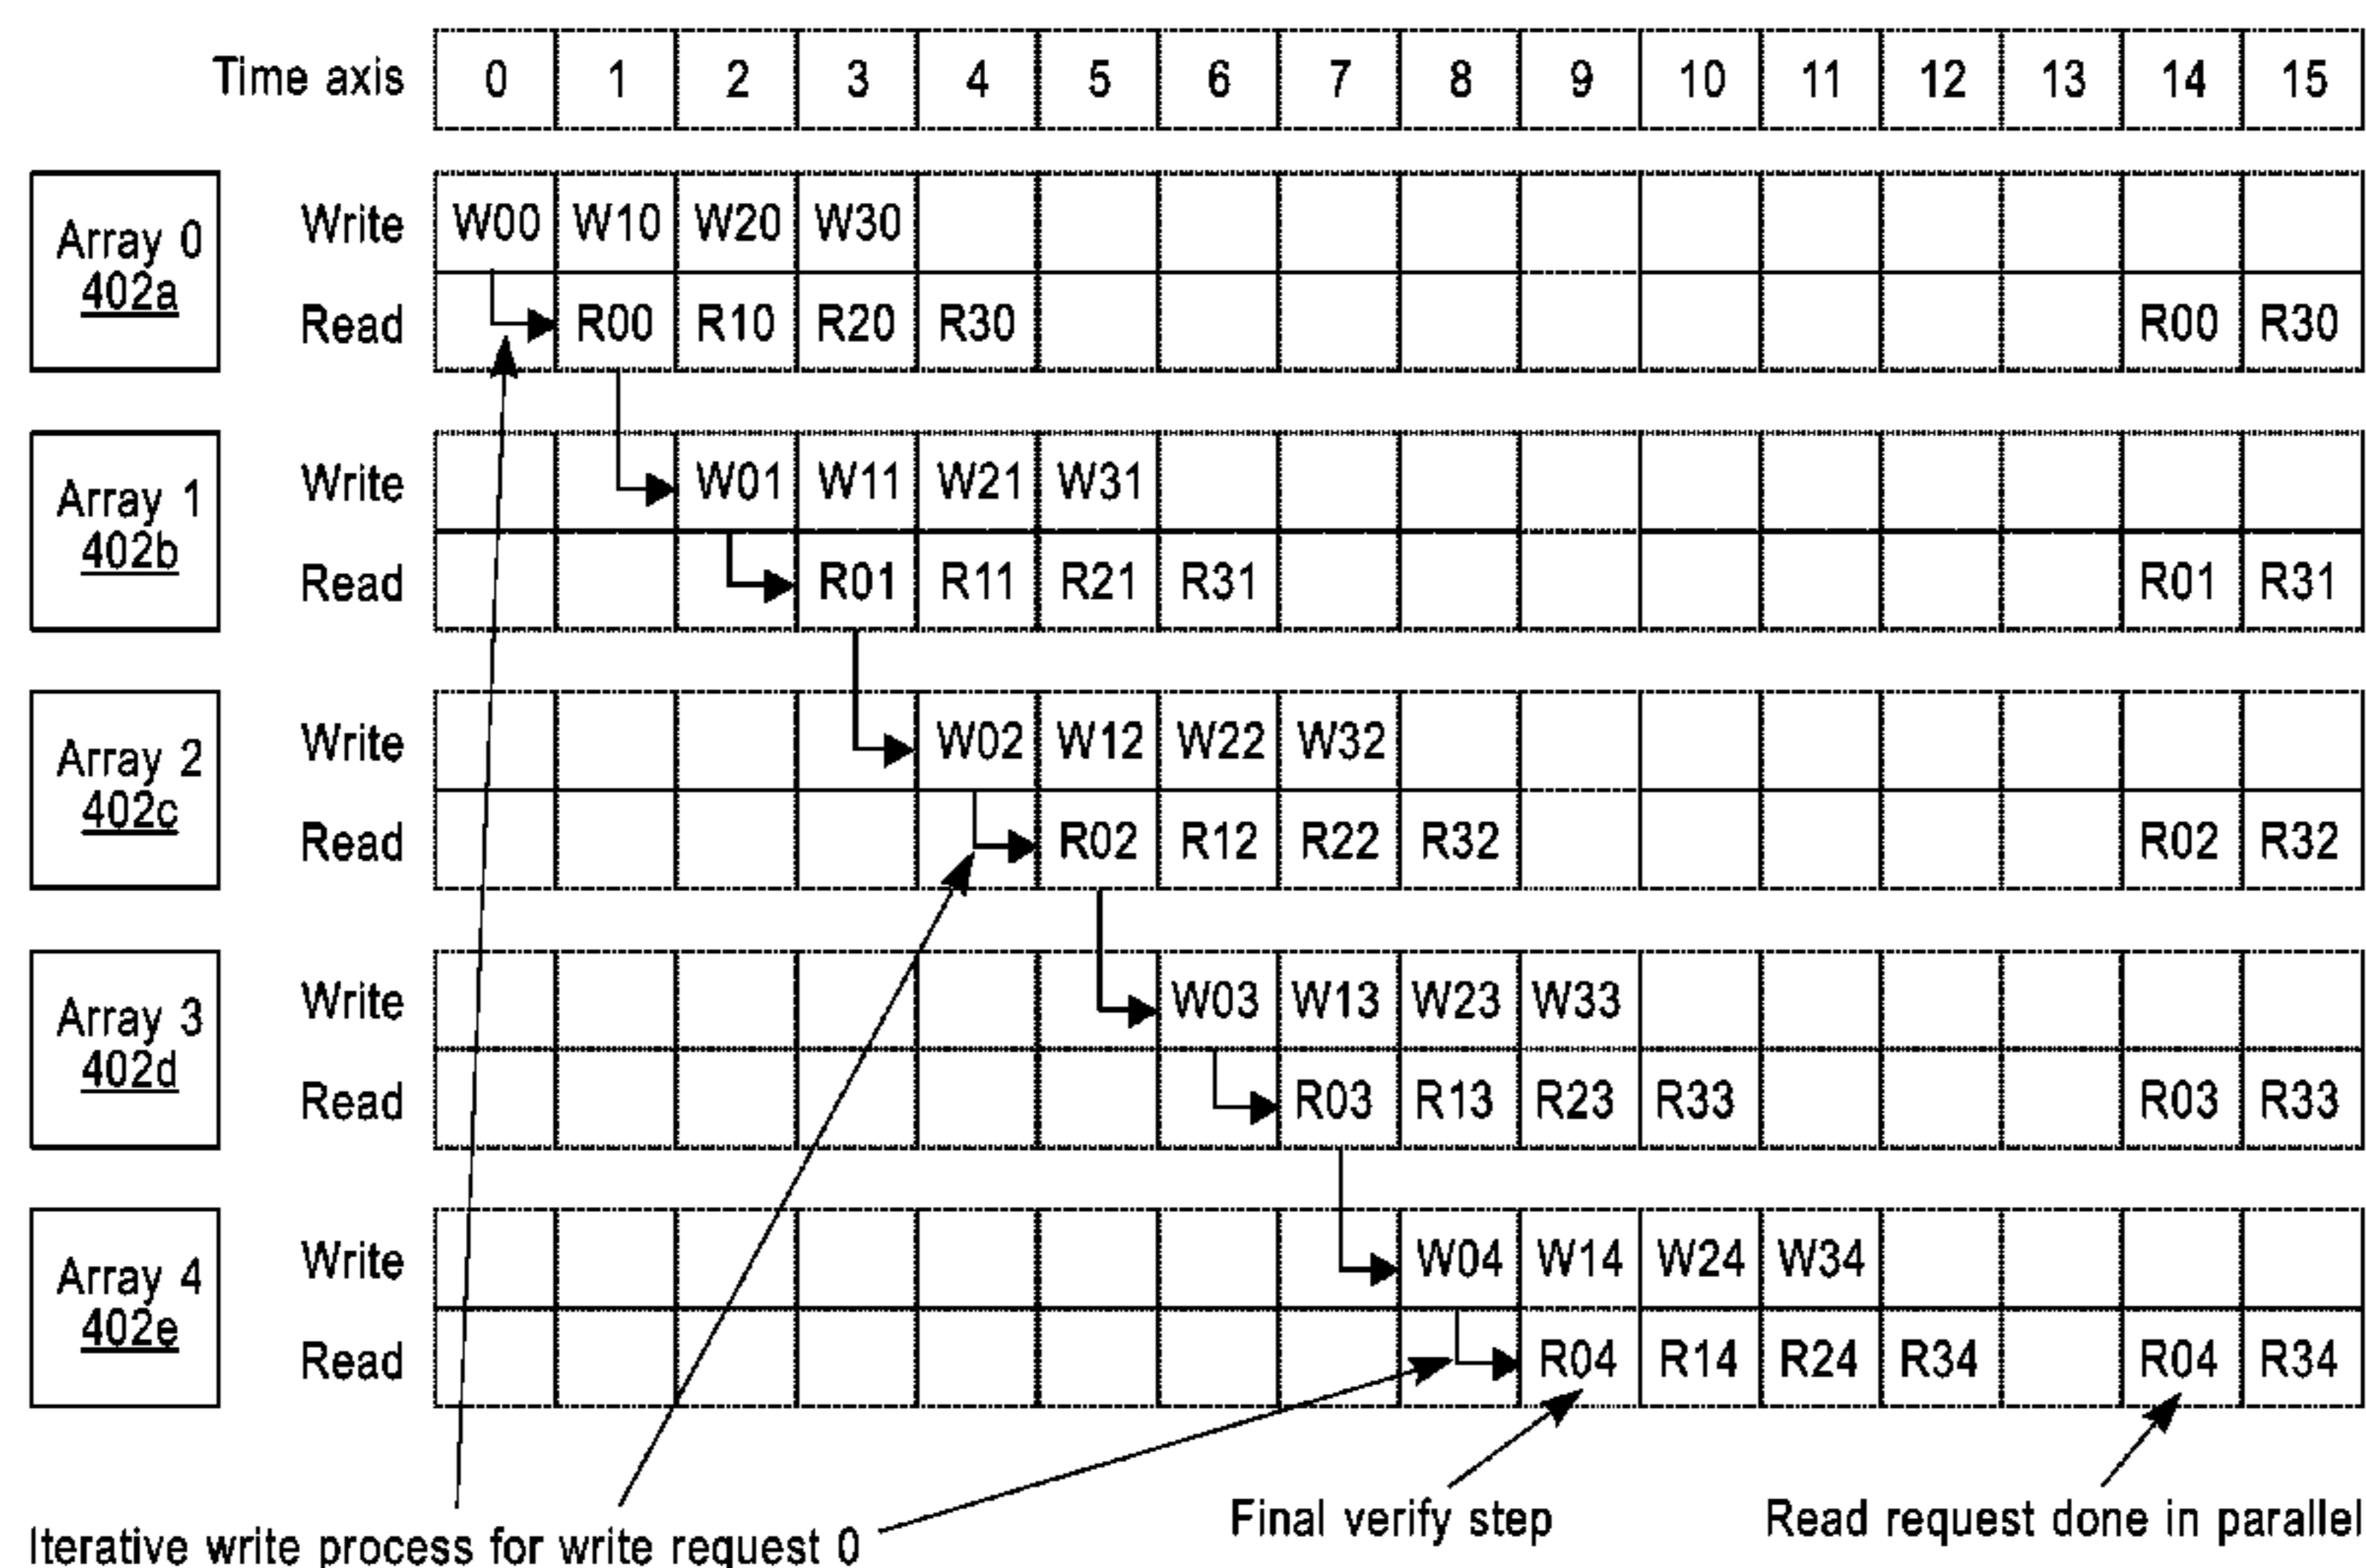 Time axis 0 1 2 3 4 5 6 7 8 9 10 11 12 13 14 15
Array 0
402a
Write W00 W10 W20 W30
Read R00 R10 R20 R30 R00 R30
Array 1
402b
Write W01 W11 W21 W31
Read R01 R11 R21 R31 R01 R31
Array 2
402c
Write W02 W12 W22 W32
Read R02 R12 R22 R32 R02 R32
Array 3
402d
Write W03 W13 W23 W33
Read R03 R13 R23 R33 R03 R33
Array 4
402e
Write W04 W14 W24 W34
Read R04 R14 R24 R34 R04 R34
Iterative write process for write request 0
Final verify step
Read request done in parallel